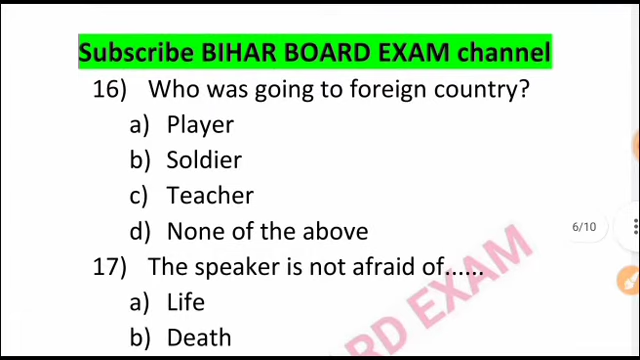 Subscribe BIHAR BOARD EXAM channel
16) Who was going to foreign country?
a) Player
b) Soldier
c) Teacher
d) None of the above
6/10
17) The speaker is not afraid of......
a) Life
b) Death
RD EXAM